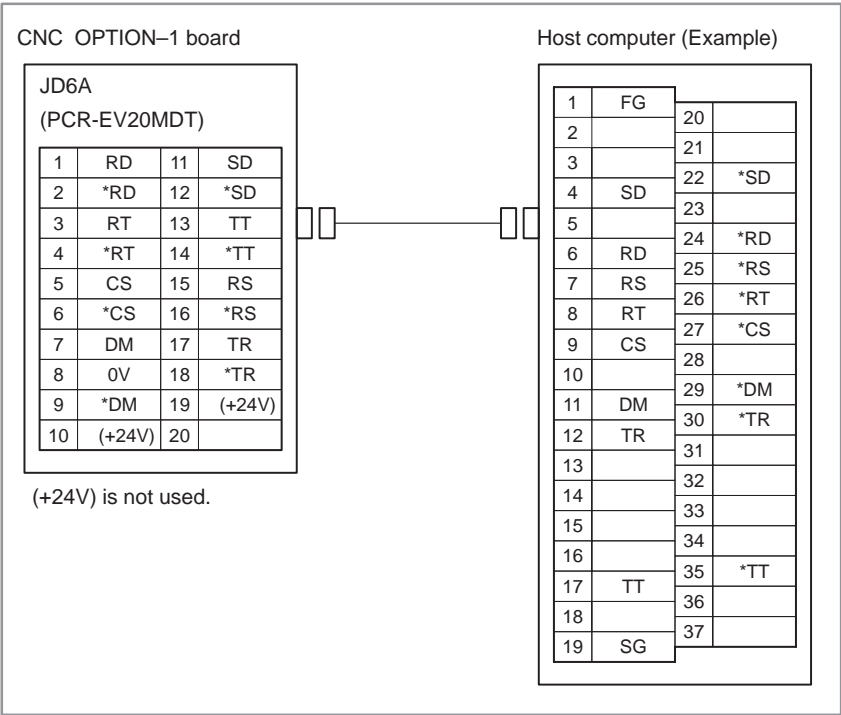 CNC OPTION–1 board
JD6A
(PCR-EV20MDT)
1 RD 11 SD
2 *RD 12 *SD
3 RT 13 TT
4 *RT 14 *TT
5 CS 15 RS
6 *CS 16 *RS
7 DM 17 TR
8 0V 18 *TR
9 *DM 19 (+24V)
10 (+24V) 20
(+24V) is not used.
Host computer (Example)
1 FG
2
3
4 SD
5
6 RD
7 RS
8 RT
9 CS
10
11 DM
12 TR
13
14
15
16
17 TT
18
19 SG
20
21
22 *SD
23
24 *RD
25 *RS
26 *RT
27 *CS
28
29 *DM
30 *TR
31
32
33
34
35 *TT
36
37